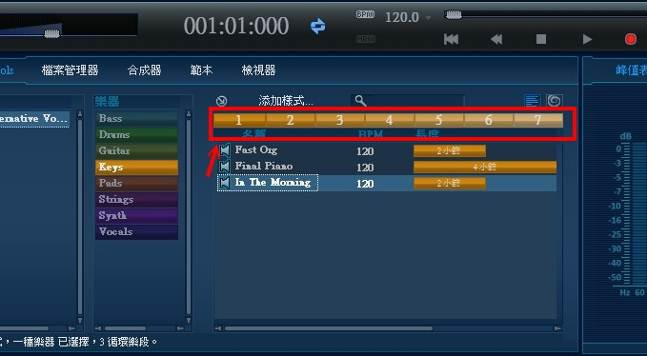 001:01:000
BPM 120.0
ols 檔案管理器 合成器 範本 檢視器 峰值表
樂器 添加樣式...
1 2 3 4 5 6 7
ernative Vo...
Bass
Drums
Guitar
Keys
Pads
Strings
Synth
Vocals
名稱 BPM 長度
Fast Org 120 2小節
Final Piano 120 4小節
In The Morning 120 2小節
dB
0
-3
-5
-7
-10
-16
-25
-30
-40
-50
Hz 60
，一種樂器 已選擇，3 循環樂段。